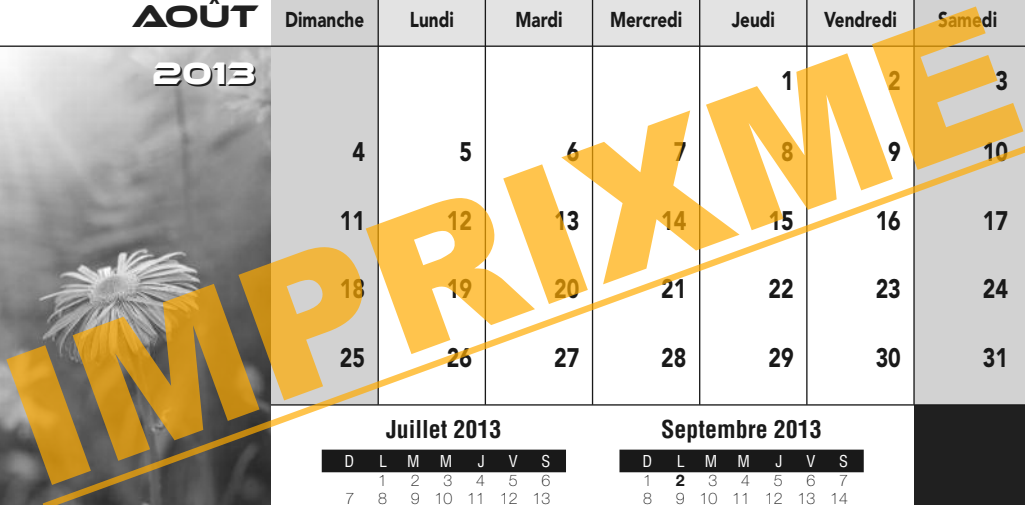 AOÛT
2013
Dimanche Lundi Mardi Mercredi Jeudi Vendredi Samedi
1 2 3
4 5 6 7 8 9 10
11 12 13 14 15 16 17
18 19 20 21 22 23 24
25 26 27 28 29 30 31
IMPRIXME
Juillet 2013
D L M M J V S
1 2 3 4 5 6
7 8 9 10 11 12 13
Septembre 2013
D L M M J V S
1 2 3 4 5 6 7
8 9 10 11 12 13 14